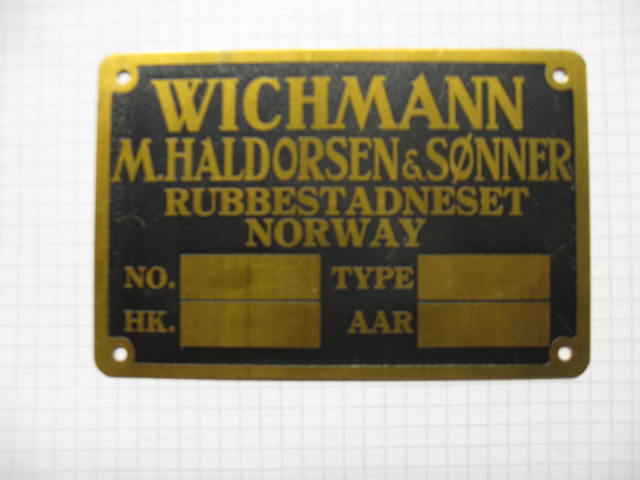 WICHMANN
M.HALDORSEN & SØNNER
RUBBESTADNESET
NORWAY
NO. TYPE
HK. AAR